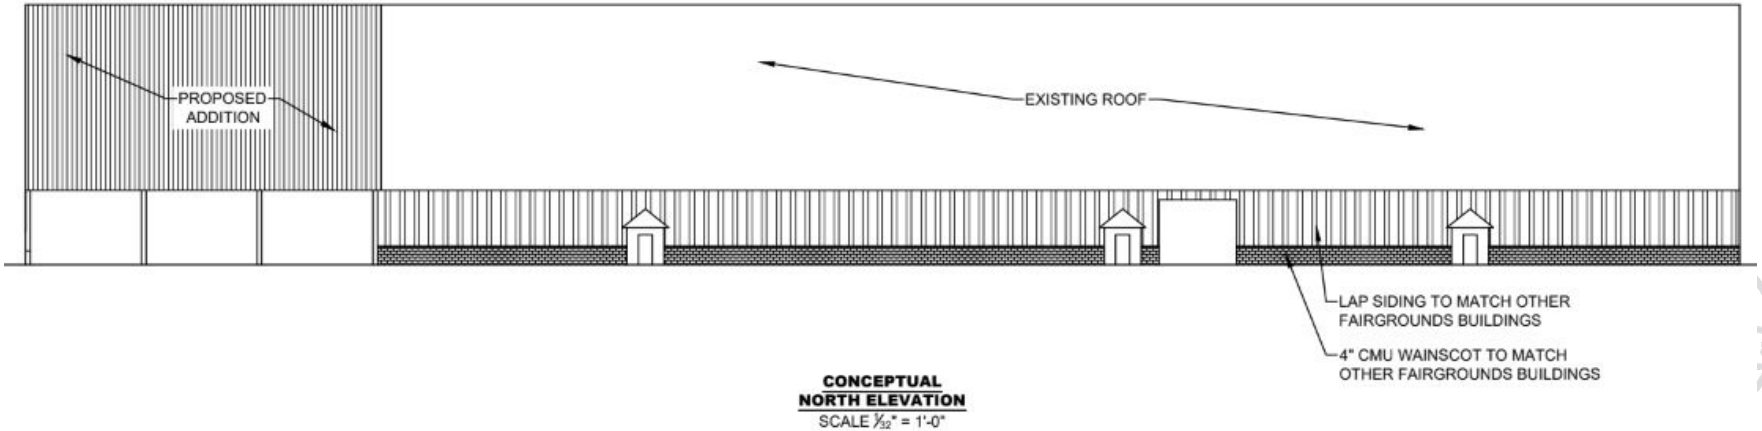 PROPOSED
ADDITION
EXISTING ROOF
LAP SIDING TO MATCH OTHER
FAIRGROUNDS BUILDINGS
4" CMU WAINSCOT TO MATCH
OTHER FAIRGROUNDS BUILDINGS
CONCEPTUAL
NORTH ELEVATION
SCALE 1/32" = 1'-0"